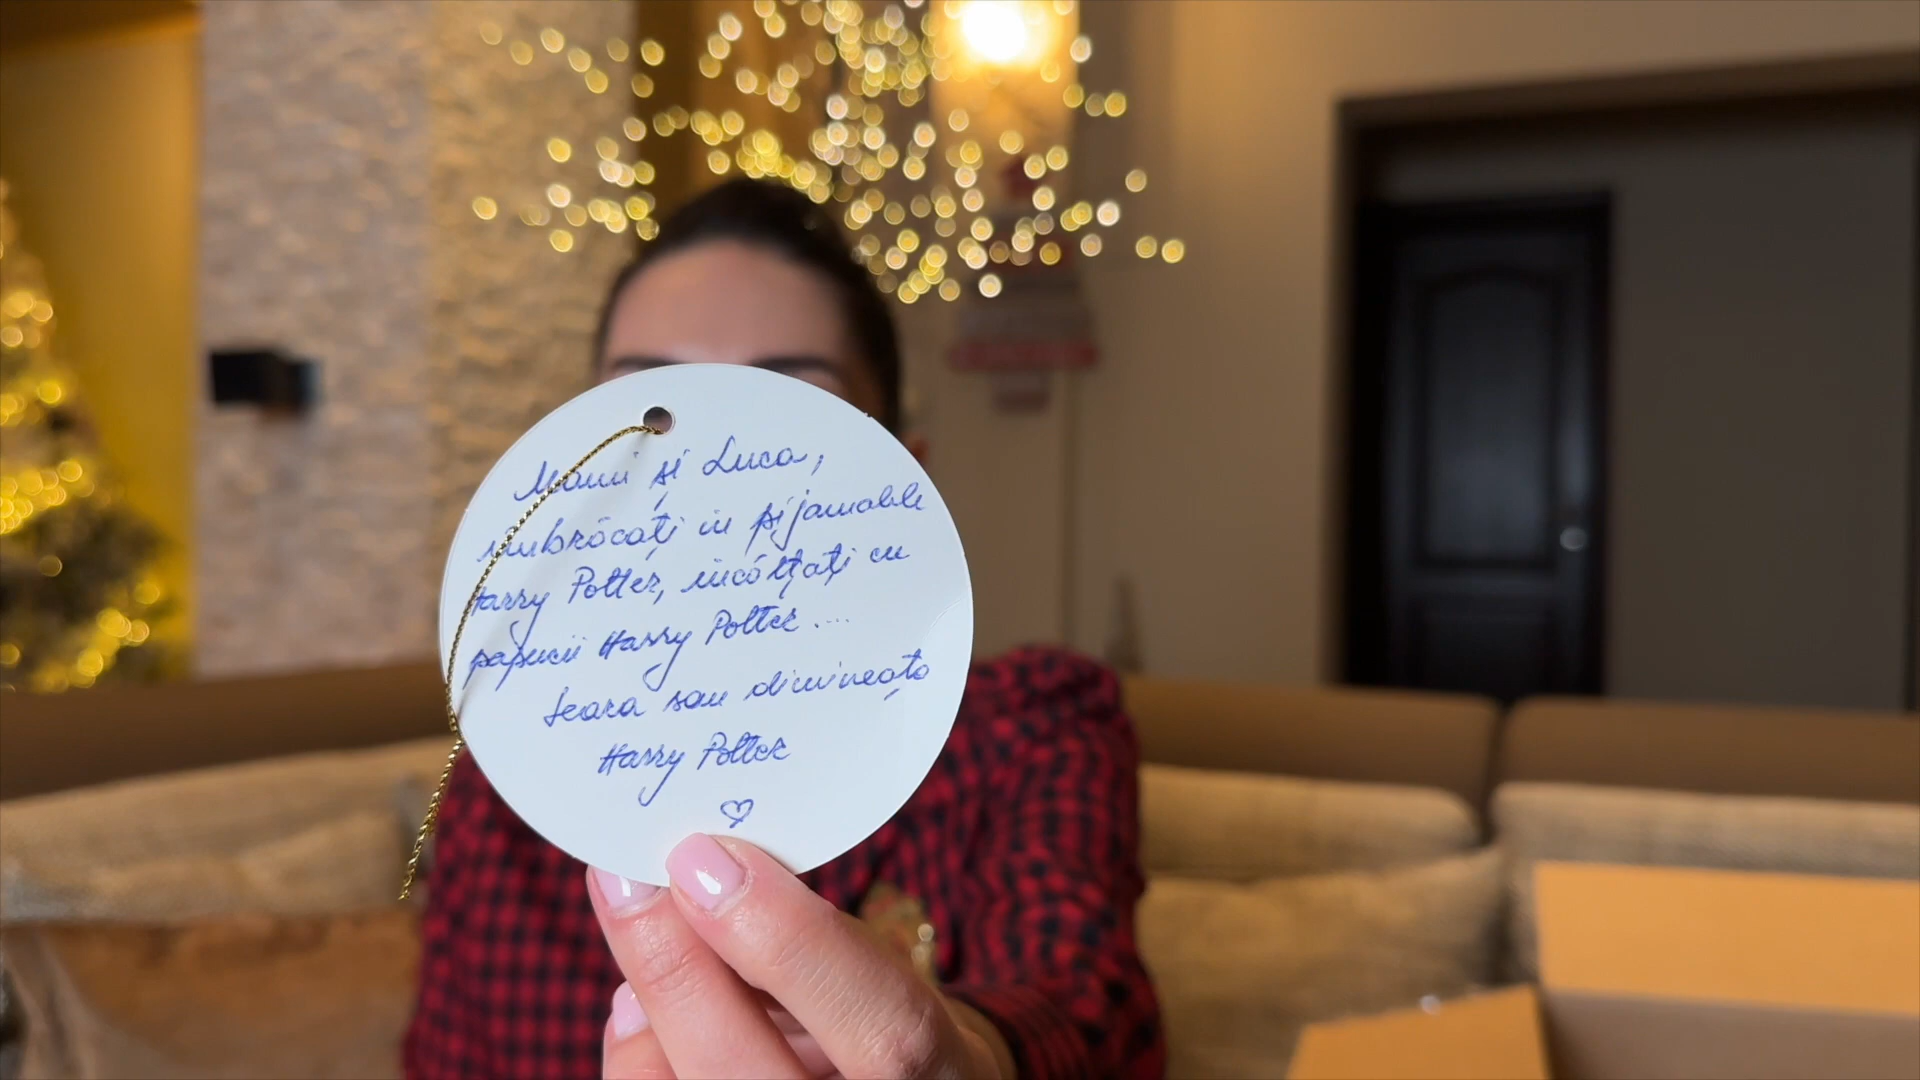 Mami și Luca,
îmbrăcați în pijamalele
Harry Potter, încălțați cu
papucii Harry Potter....
seara sau dimineața
Harry Potter